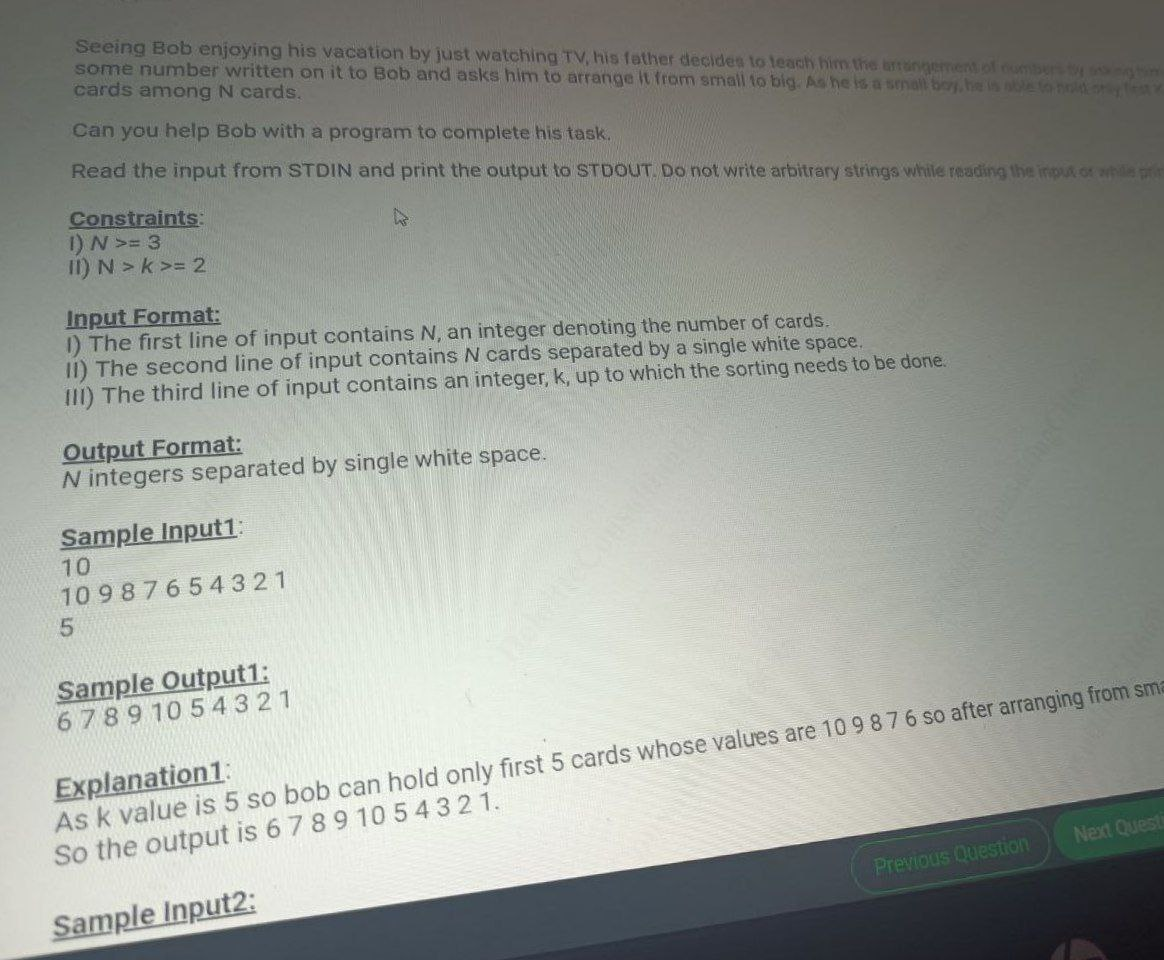 Seeing Bob enjoying his vacation by just watching TV, his father decides to teach him the arrangement of numbers by asking him
some number written on it to Bob and asks him to arrange it from small to big. As he is a small boy, he is able to hold only first K
cards among N cards.
Can you help Bob with a program to complete his task.
Read the input from STDIN and print the output to STDOUT. Do not write arbitrary strings while reading the input or while prin
Constraints:
I) N >= 3
II) N > k >= 2
Input Format:
I) The first line of input contains N, an integer denoting the number of cards.
II) The second line of input contains N cards separated by a single white space.
III) The third line of input contains an integer, k, up to which the sorting needs to be done.
Output Format:
N integers separated by single white space.
Sample Input1:
10
10 9 8 7 6 5 4 3 2 1
5
Sample Output1:
6 7 8 9 10 5 4 3 2 1
Explanation1:
As k value is 5 so bob can hold only first 5 cards whose values are 10 9 8 7 6 so after arranging from sma
So the output is 6 7 8 9 10 5 4 3 2 1.
Sample Input2:
Previous Question
Next Quest